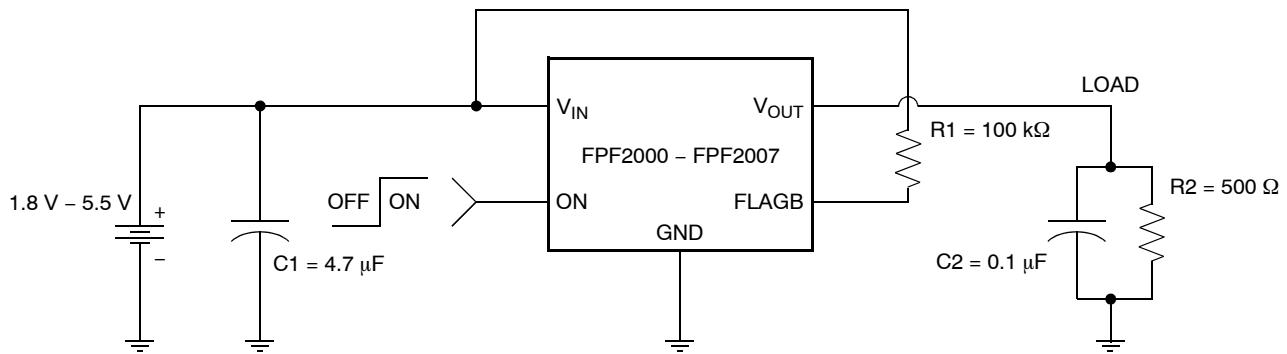 LOAD
V_IN
V_OUT
R1 = 100 kΩ
FPF2000 – FPF2007
1.8 V – 5.5 V
+
–
OFF
ON
ON
FLAGB
R2 = 500 Ω
GND
C1 = 4.7 μF
C2 = 0.1 μF